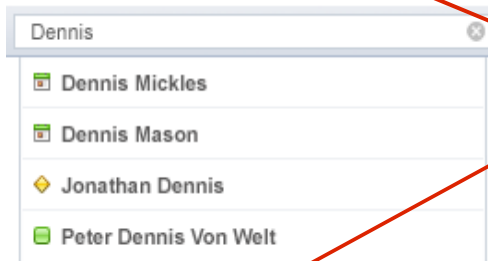 Dennis
Dennis Mickles
Dennis Mason
Jonathan Dennis
Peter Dennis Von Welt